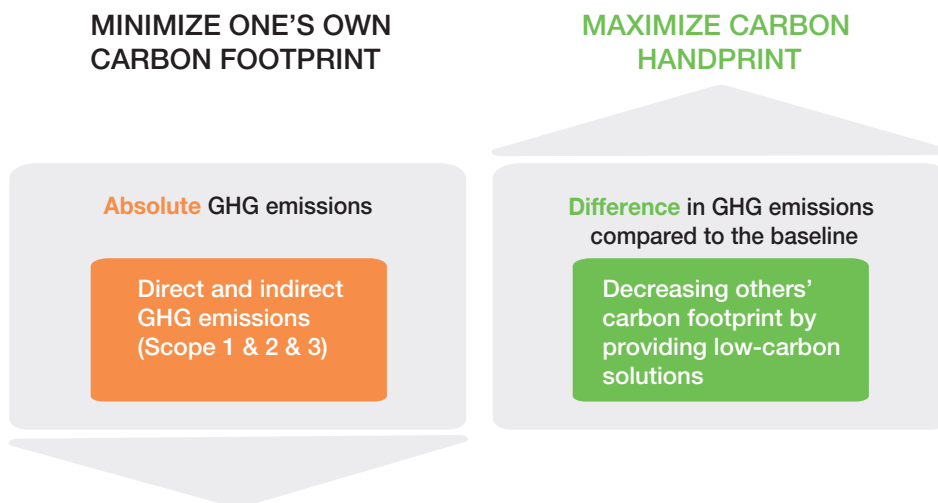 MINIMIZE ONE’S OWN
CARBON FOOTPRINT
MAXIMIZE CARBON
HANDPRINT
Absolute GHG emissions
Direct and indirect
GHG emissions
(Scope 1 & 2 & 3)
Difference in GHG emissions
compared to the baseline
Decreasing others’
carbon footprint by
providing low-carbon
solutions